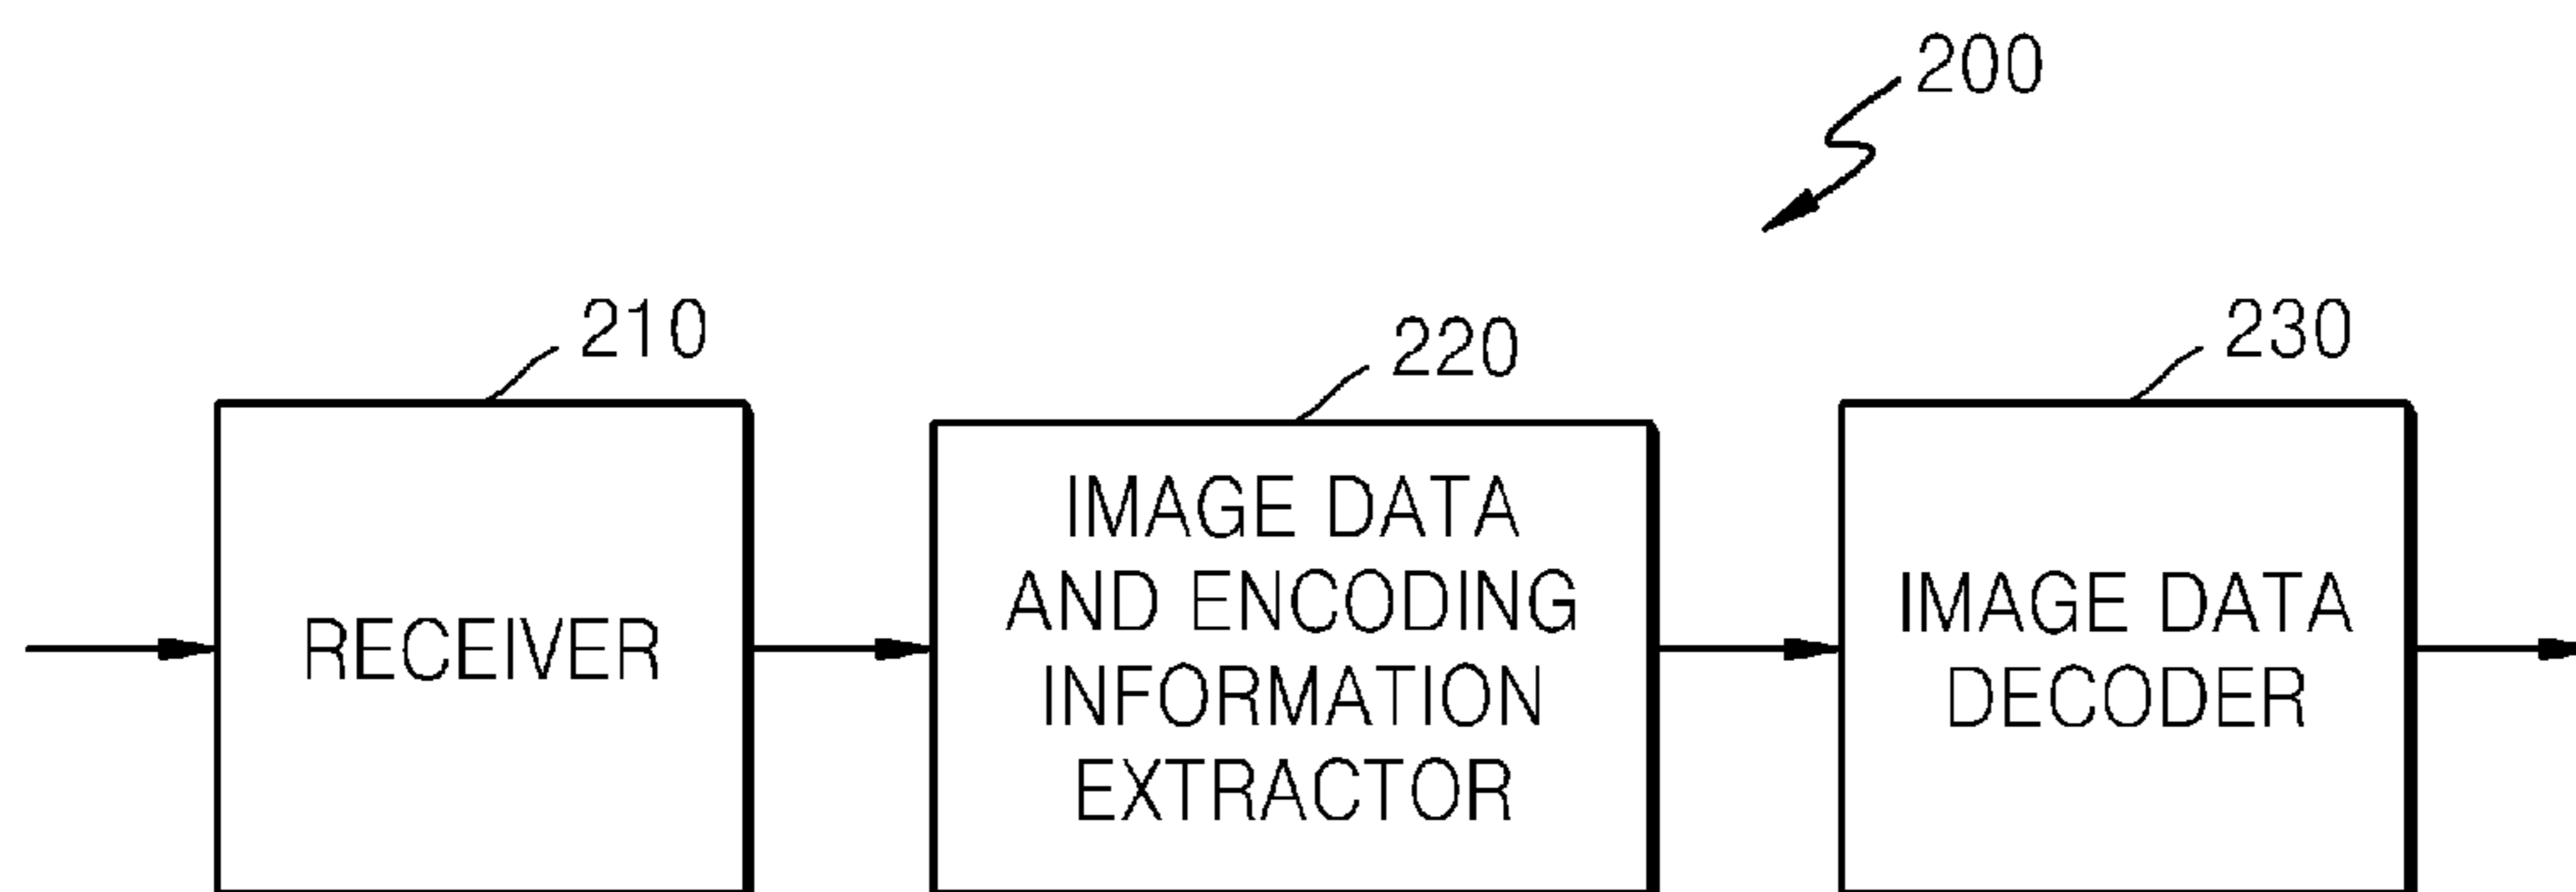 200
210
220
230
RECEIVER
IMAGE DATA
AND ENCODING
INFORMATION
EXTRACTOR
IMAGE DATA
DECODER